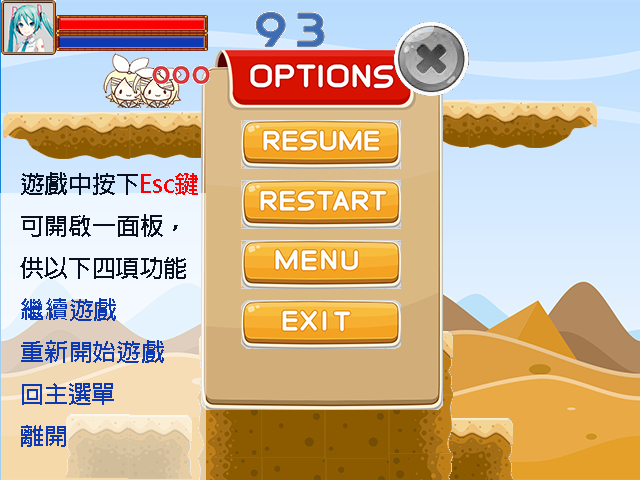 93
000
OPTIONS
RESUME
RESTART
MENU
EXIT
遊戲中按下Esc鍵
可開啟一面板，
供以下四項功能
繼續遊戲
重新開始遊戲
回主選單
離開